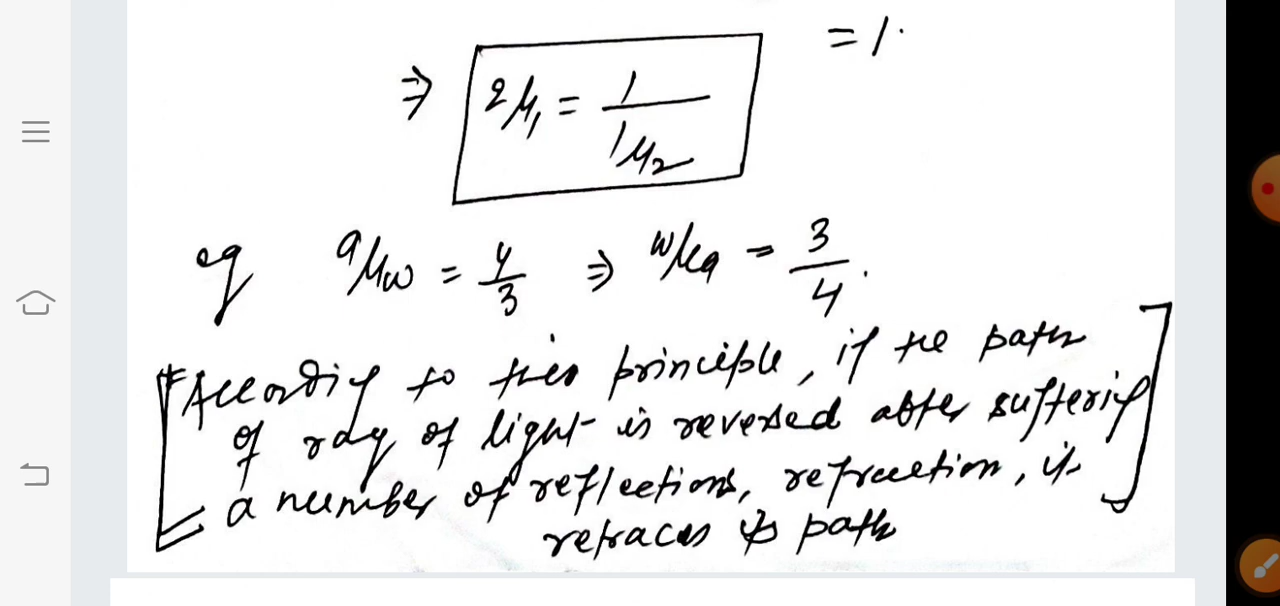 = 1.
⇒ ²μ₁ = 1 / ¹μ₂
eg ᵃμw = 4/3 ⇒ ʷμa = 3/4.
[*According to this principle, if the path
of ray of light is reversed after suffering
a number of reflections, refraction, it
retraces its path]